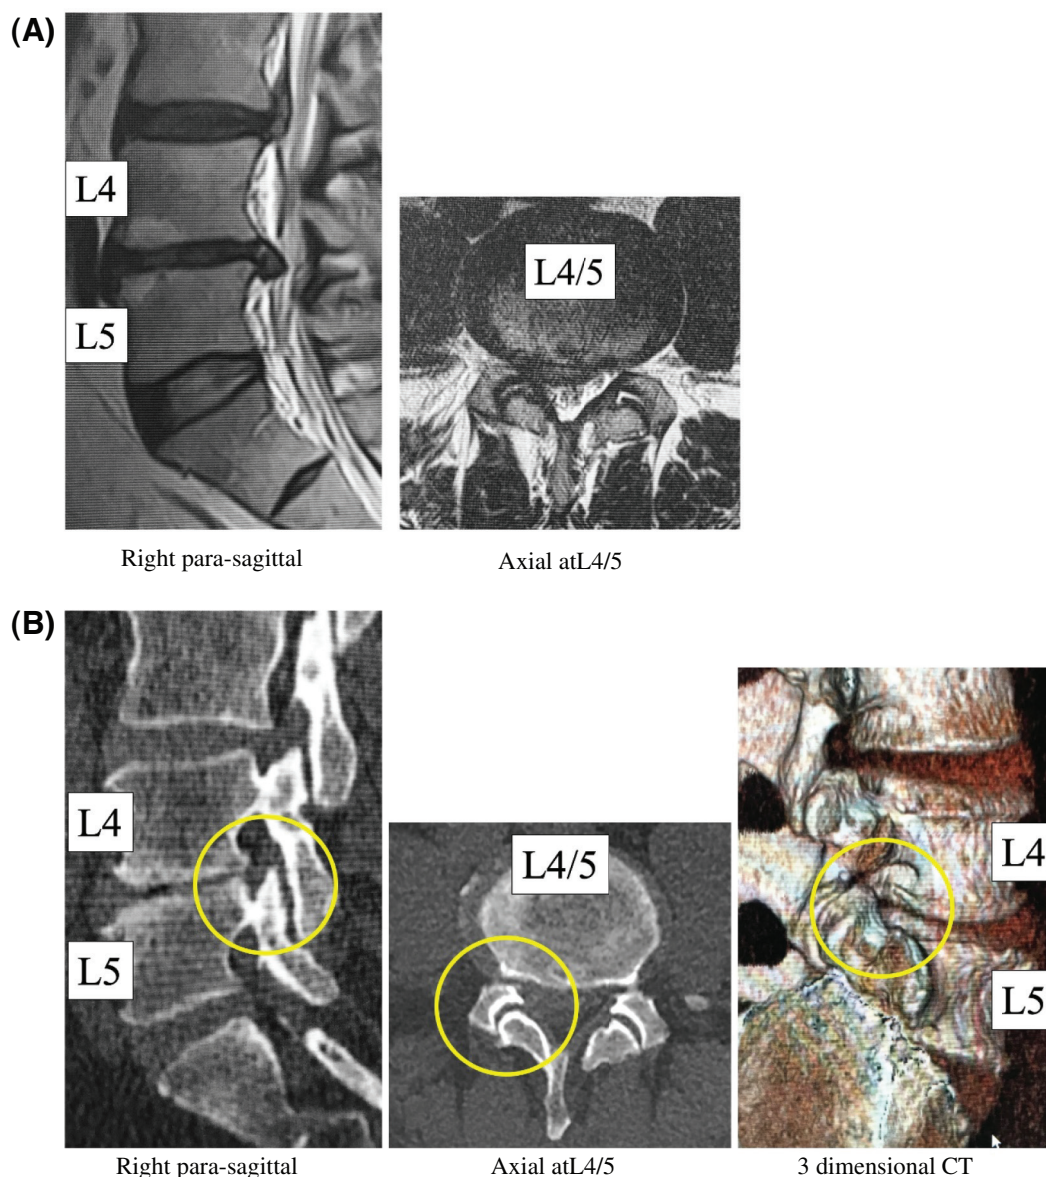 (A)
L4
L5
L4/5
Right para-sagittal
Axial atL4/5
(B)
L4
L5
L4/5
L4
L5
Right para-sagittal
Axial atL4/5
3 dimensional CT